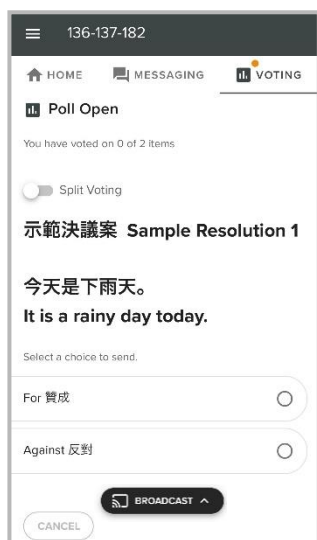 136-137-182
HOME MESSAGING VOTING
Poll Open
You have voted on 0 of 2 items
Split Voting
示範決議案 Sample Resolution 1
今天是下雨天。
It is a rainy day today.
Select a choice to send.
For 贊成
Against 反對
BROADCAST
CANCEL